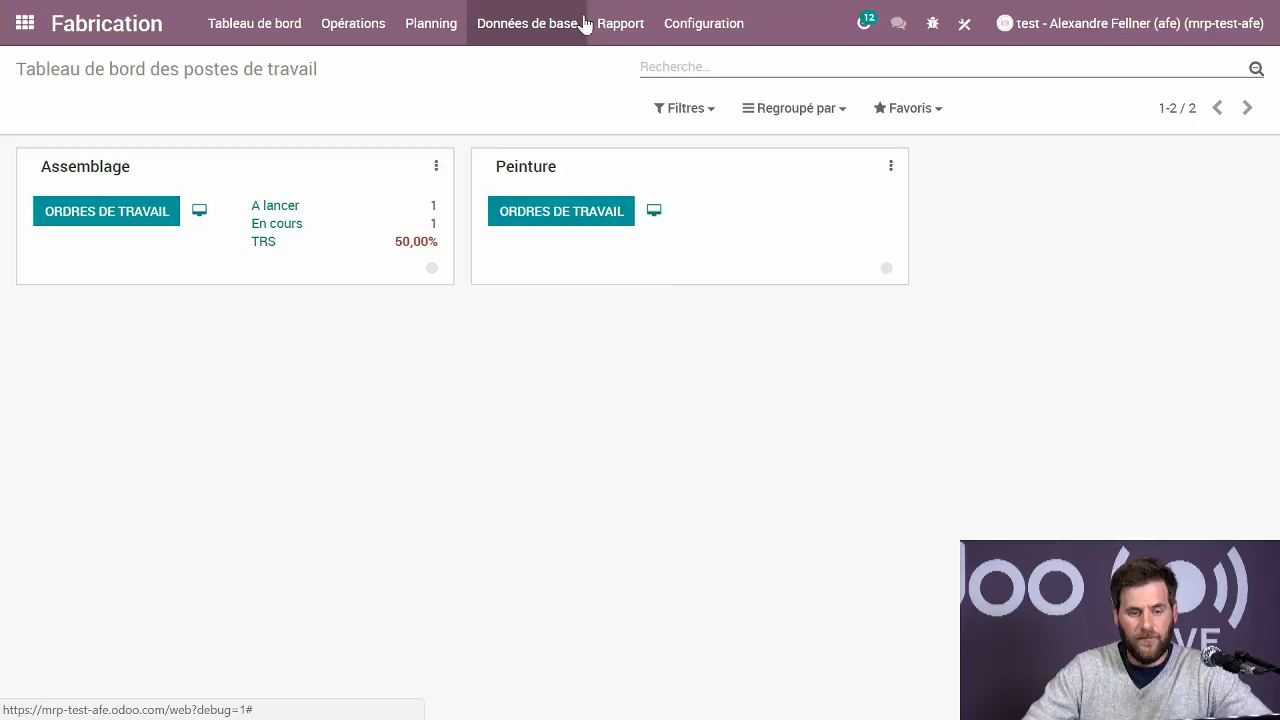 Fabrication
Tableau de bord
Opérations
Planning
Données de base
Rapport
Configuration
12
test - Alexandre Fellner (afe) (mrp-test-afe)
Tableau de bord des postes de travail
Recherche...
Filtres
Regroupé par
Favoris
1-2 / 2
Assemblage
ORDRES DE TRAVAIL
A lancer 1
En cours 1
TRS 50,00%
Peinture
ORDRES DE TRAVAIL
https://mrp-test-afe.odoo.com/web?debug=1#